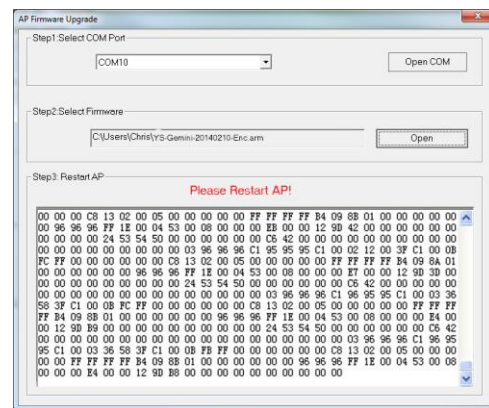 AP Firmware Upgrade
Step1:Select COM Port
COM10
Open COM
Step2:Select Firmware
C:\Users\Chris\YS-Gemini-20140210-Enc.arm
Open
Step3: Restart AP
Please Restart AP!
00 00 00 C8 13 02 00 05 00 00 00 00 00 FF FF FF FF B4 09 8B 01 00 00 00 00 00
00 96 96 96 FF 1E 00 04 53 00 08 00 00 00 EB 00 00 12 9D 42 00 00 00 00 00 00
00 00 00 24 53 54 50 00 00 00 00 00 00 00 C6 42 00 00 00 00 00 00 00 00 00 00
00 00 00 00 00 00 00 00 00 03 96 96 96 C1 95 95 95 C1 00 02 12 00 3F C1 00 0B
FC FF 00 00 00 00 00 00 00 C8 13 02 00 05 00 00 00 00 00 FF FF FF FF B4 09 8A 01
00 00 00 00 00 00 96 96 96 FF 1E 00 04 53 00 08 00 00 00 E7 00 00 12 9D 3D 00
00 00 00 00 00 00 00 00 24 53 54 50 00 00 00 00 00 00 00 C6 42 00 00 00 00 00
00 00 00 00 00 00 00 00 00 00 00 00 00 00 03 96 96 96 C1 96 95 95 C1 00 03 36
58 3F C1 00 0B FC FF 00 00 00 00 00 00 00 C8 13 02 00 05 00 00 00 00 00 FF FF FF
FF B4 09 8B 01 00 00 00 00 00 00 96 96 96 FF 1E 00 04 53 00 08 00 00 00 E4 00
00 12 9D B9 00 00 00 00 00 00 00 00 00 24 53 54 50 00 00 00 00 00 00 00 C6 42
00 00 00 00 00 00 00 00 00 00 00 00 00 00 00 00 00 00 00 03 96 96 96 C1 96 95
95 C1 00 03 36 58 3F C1 00 0B FB FF 00 00 00 00 00 00 00 C8 13 02 00 05 00 00 00
00 00 FF FF FF FF B4 09 8B 01 00 00 00 00 00 00 96 96 96 FF 1E 00 04 53 00 08
00 00 00 E4 00 00 12 9D B8 00 00 00 00 00 00 00 00 00